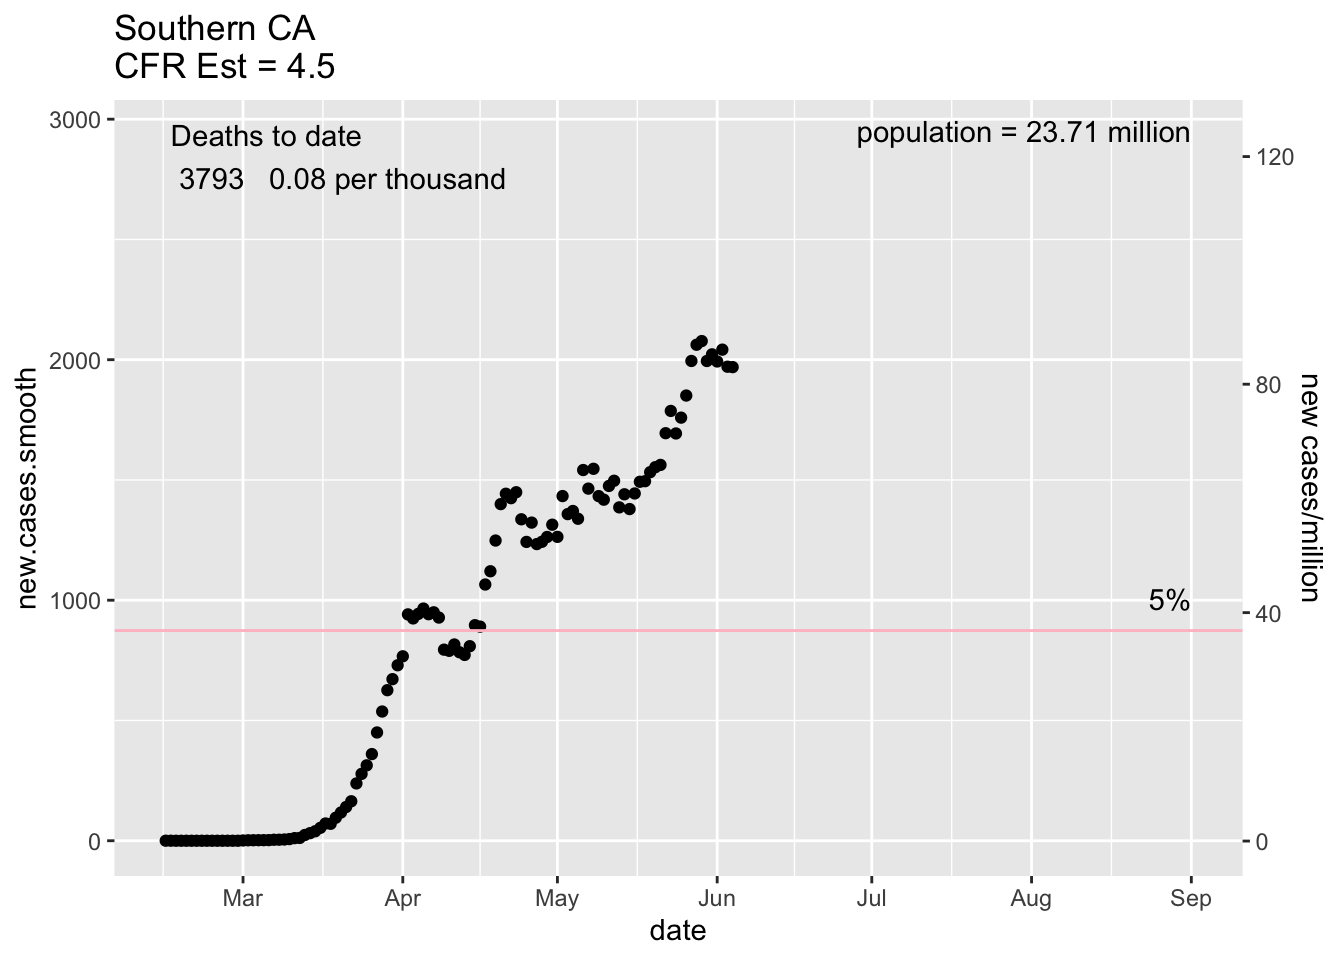 Southern CA
CFR Est = 4.5
Deaths to date
3793 0.08 per thousand
population = 23.71 million
5%
3000
2000
1000
0
new.cases.smooth
120
80
40
0
new cases/million
Mar Apr May Jun Jul Aug Sep
date